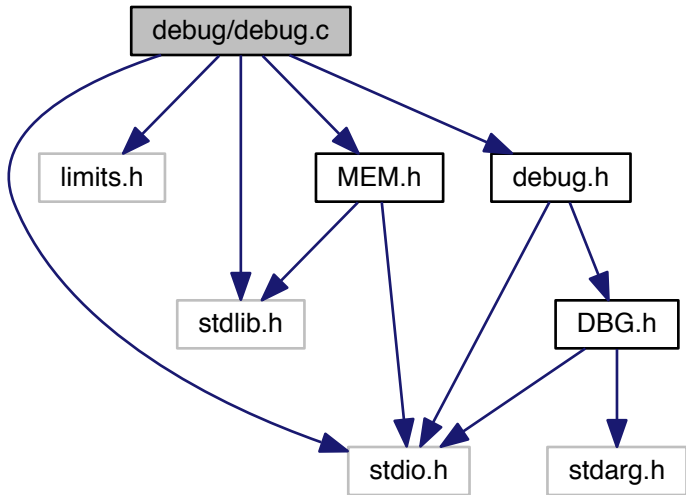 debug/debug.c
limits.h
MEM.h
debug.h
stdlib.h
DBG.h
stdio.h
stdarg.h